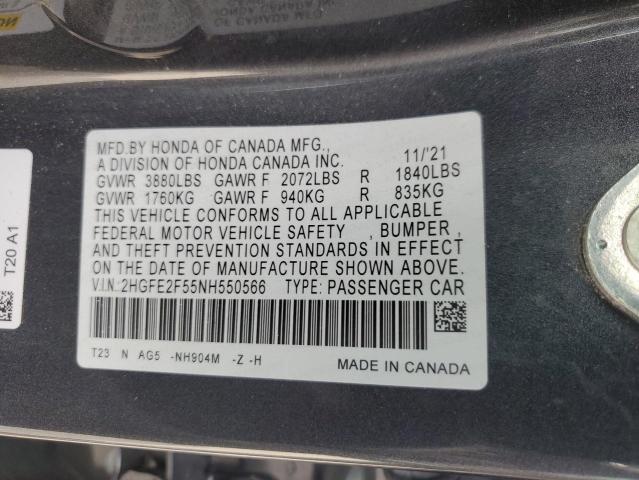 MFD.BY HONDA OF CANADA MFG.,
A DIVISION OF HONDA CANADA INC. 11/'21
GVWR 3880LBS GAWR F 2072LBS R 1840LBS
GVWR 1760KG GAWR F 940KG R 835KG
THIS VEHICLE CONFORMS TO ALL APPLICABLE
FEDERAL MOTOR VEHICLE SAFETY , BUMPER ,
AND THEFT PREVENTION STANDARDS IN EFFECT
ON THE DATE OF MANUFACTURE SHOWN ABOVE.
V.I.N.:2HGFE2F55NH550566 TYPE: PASSENGER CAR
T23 N AG5 -NH904M -Z -H
MADE IN CANADA
T20 A1